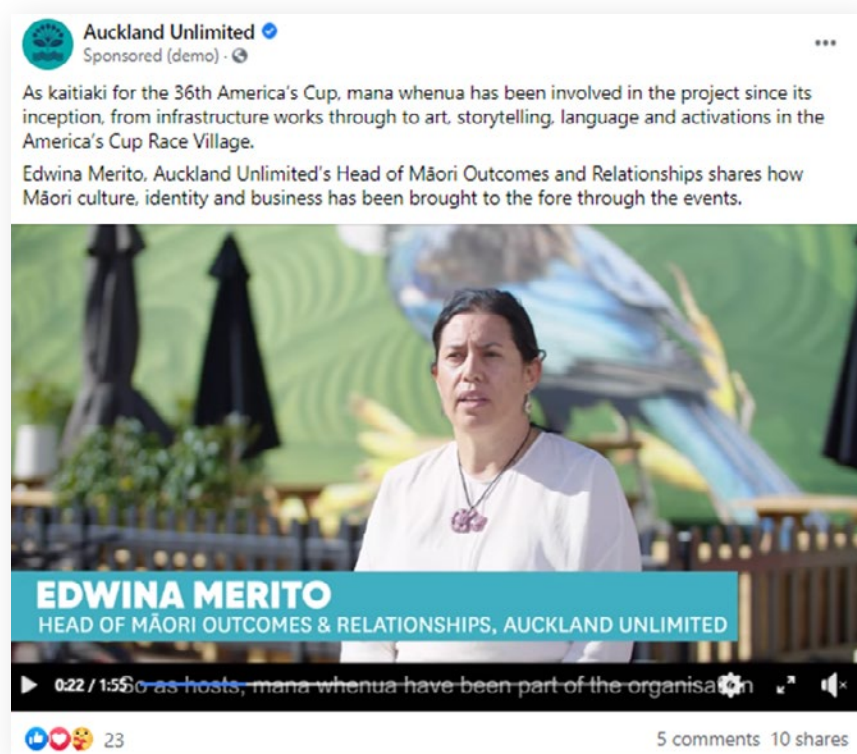 Auckland Unlimited
Sponsored (demo) ·
As kaitiaki for the 36th America's Cup, mana whenua has been involved in the project since its
inception, from infrastructure works through to art, storytelling, language and activations in the
America's Cup Race Village.
Edwina Merito, Auckland Unlimited's Head of Māori Outcomes and Relationships shares how
Māori culture, identity and business has been brought to the fore through the events.
EDWINA MERITO
HEAD OF MĀORI OUTCOMES & RELATIONSHIPS, AUCKLAND UNLIMITED
0:22 / 1:55 So as hosts, mana whenua have been part of the
23 5 comments 10 shares